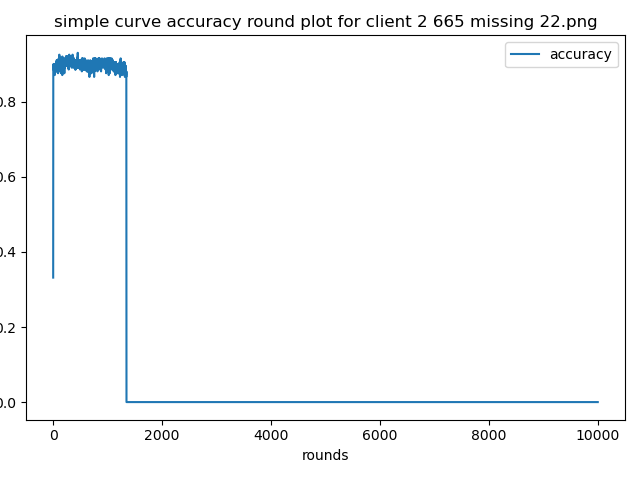 simple curve accuracy round plot for client 2 665 missing 22.png
accuracy
0.8
0.6
0.4
0.2
0.0
0 2000 4000 6000 8000 10000
rounds